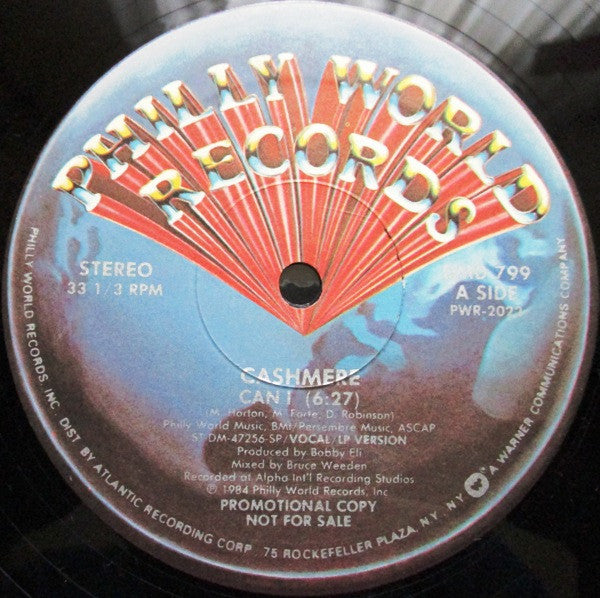 PHILLY WORLD
RECORDS
STEREO
33 1/3 RPM
799
A SIDE
CASHMERE
CAN I (6:27)
(M. Horton, M. Forte, D. Robinson)
Philly World Music, BMI/Persembre Music, ASCAP
ST-DM-47256-SP/VOCAL/LP VERSION
Produced by Bobby Eli
Mixed by Bruce Weeden
Recorded at Alpha Int'l Recording Studios
℗ 1984 Philly World Records, Inc
PROMOTIONAL COPY
NOT FOR SALE
PHILLY WORLD RECORDS, INC. DIST. BY ATLANTIC RECORDING CORP. 75 ROCKEFELLER PLAZA, N.Y. N.Y. W A WARNER COMMUNICATIONS COMPANY